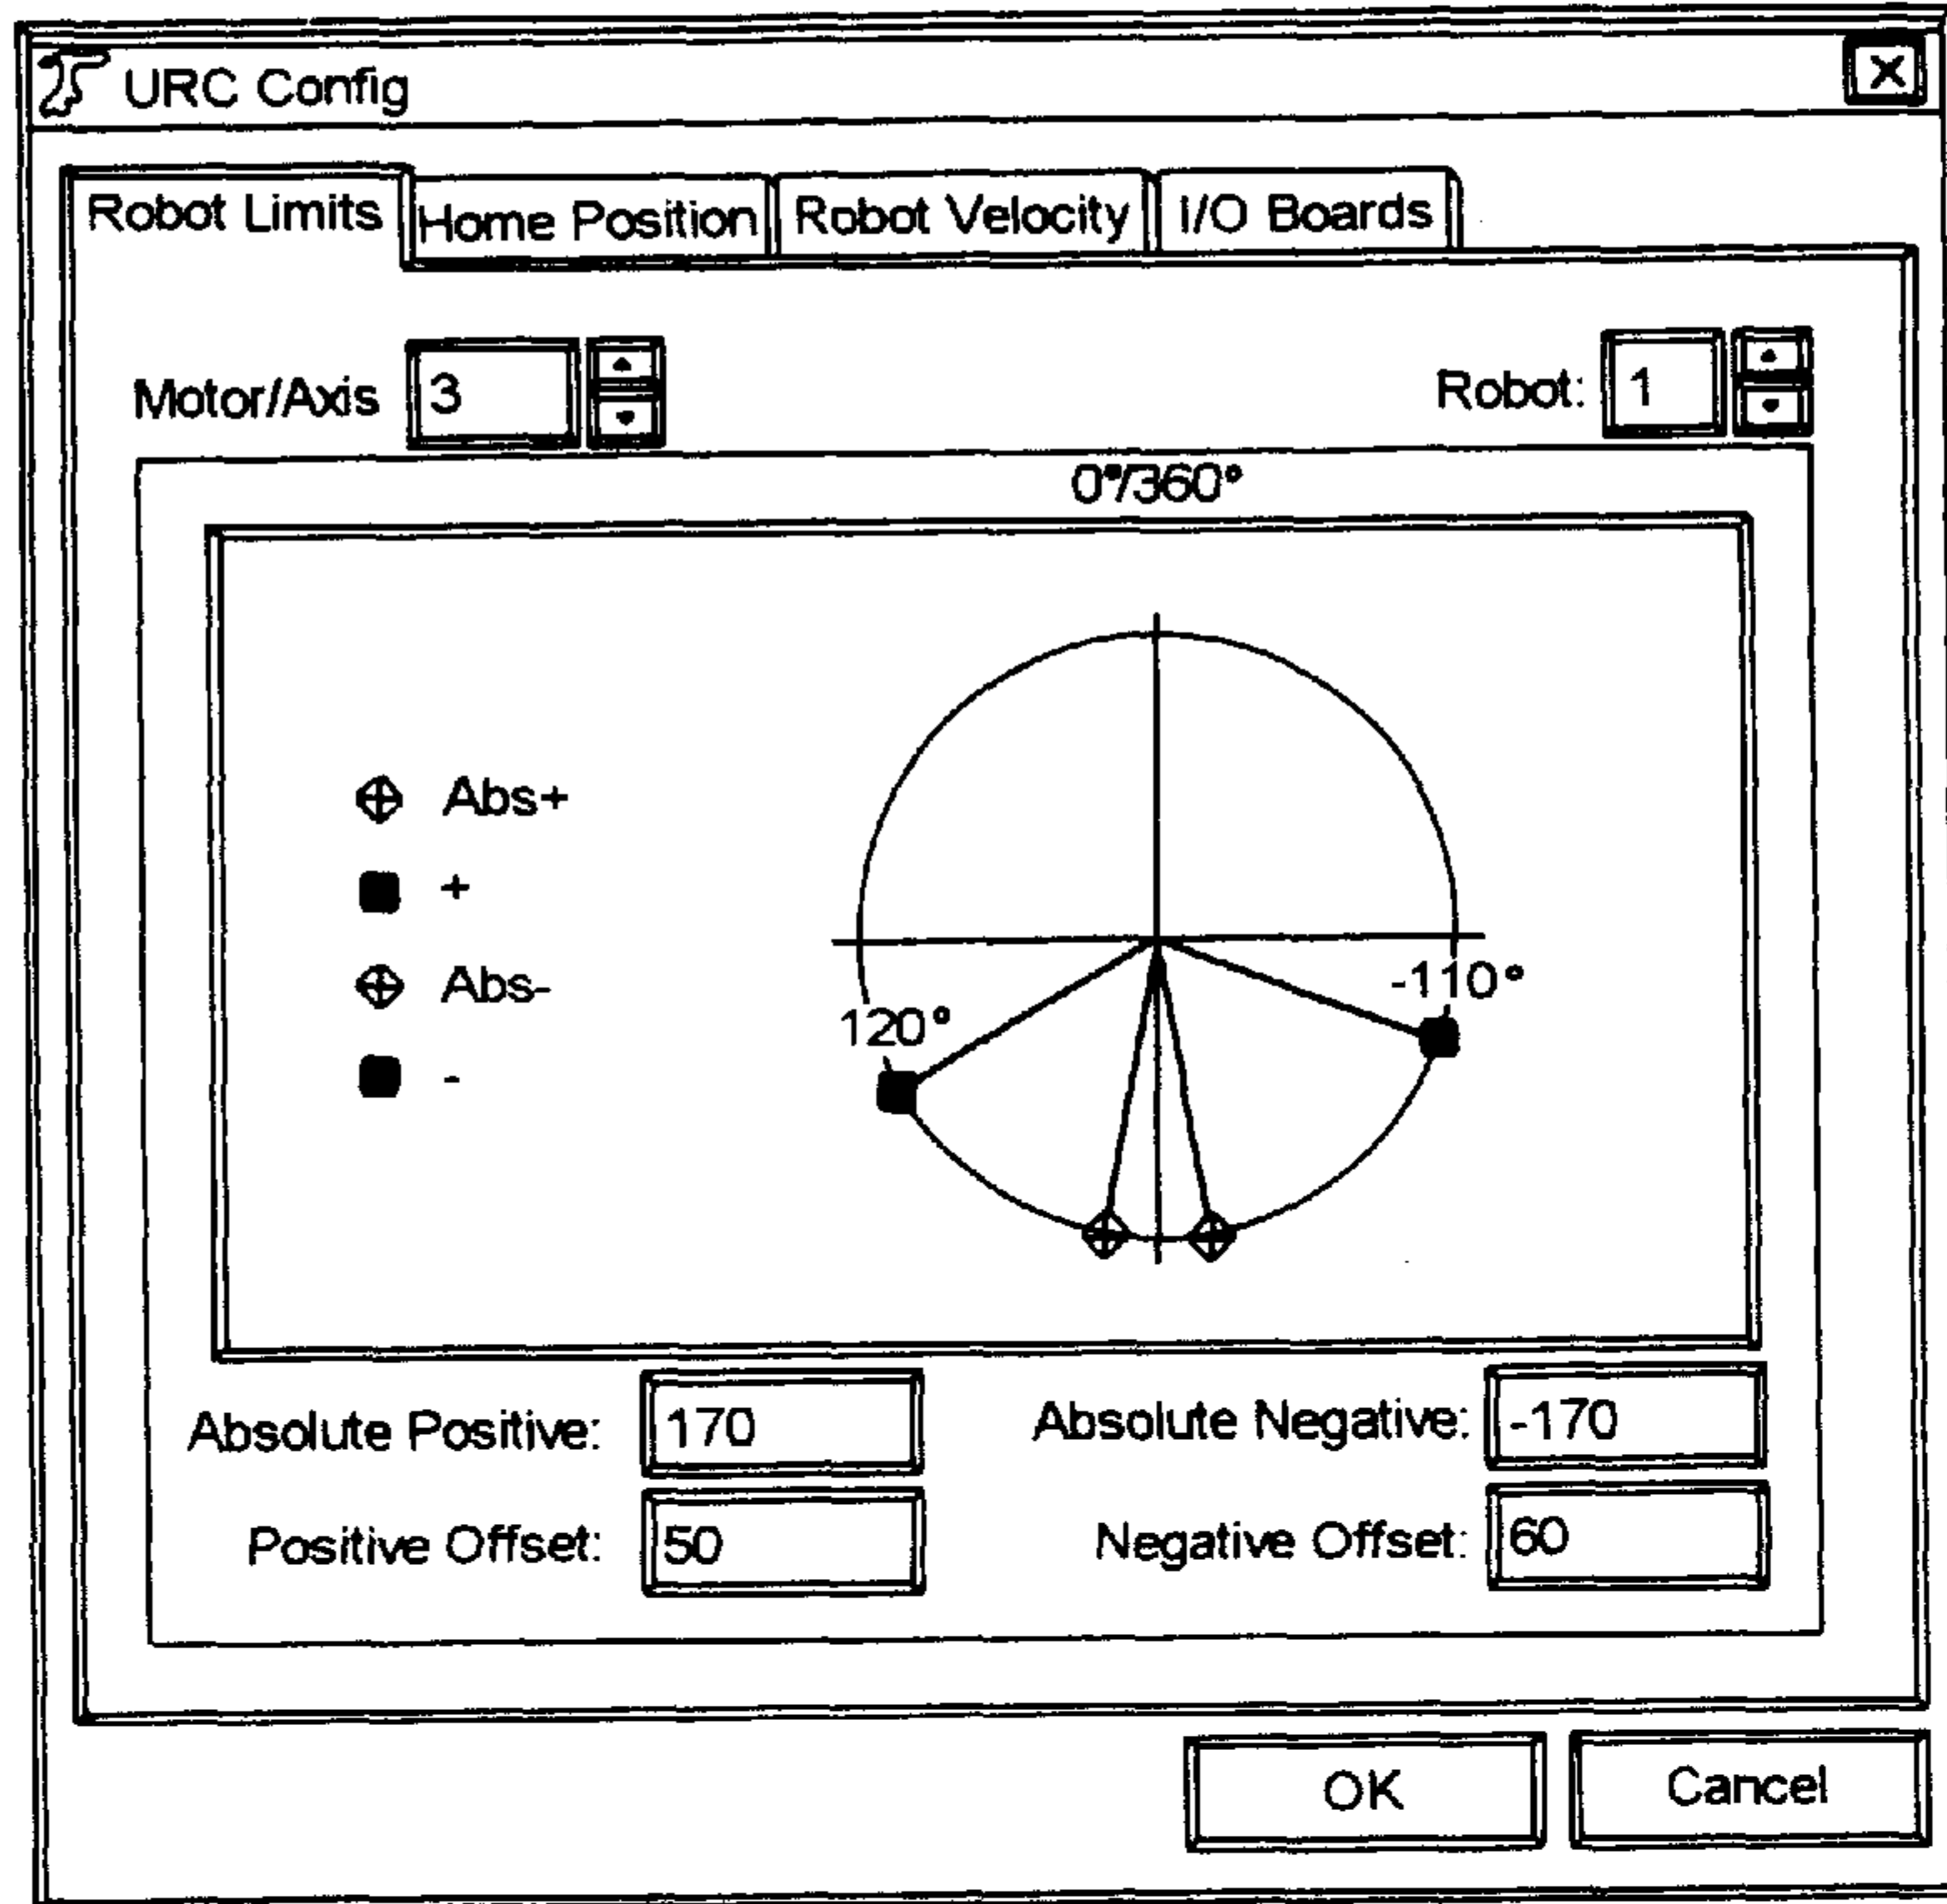 URC Config
Robot Limits Home Position Robot Velocity I/O Boards
Motor/Axis 3 Robot: 1
0°/360°
Abs+
+
Abs-
-
-110°
120°
Absolute Positive: 170 Absolute Negative: -170
Positive Offset: 50 Negative Offset: 60
OK Cancel